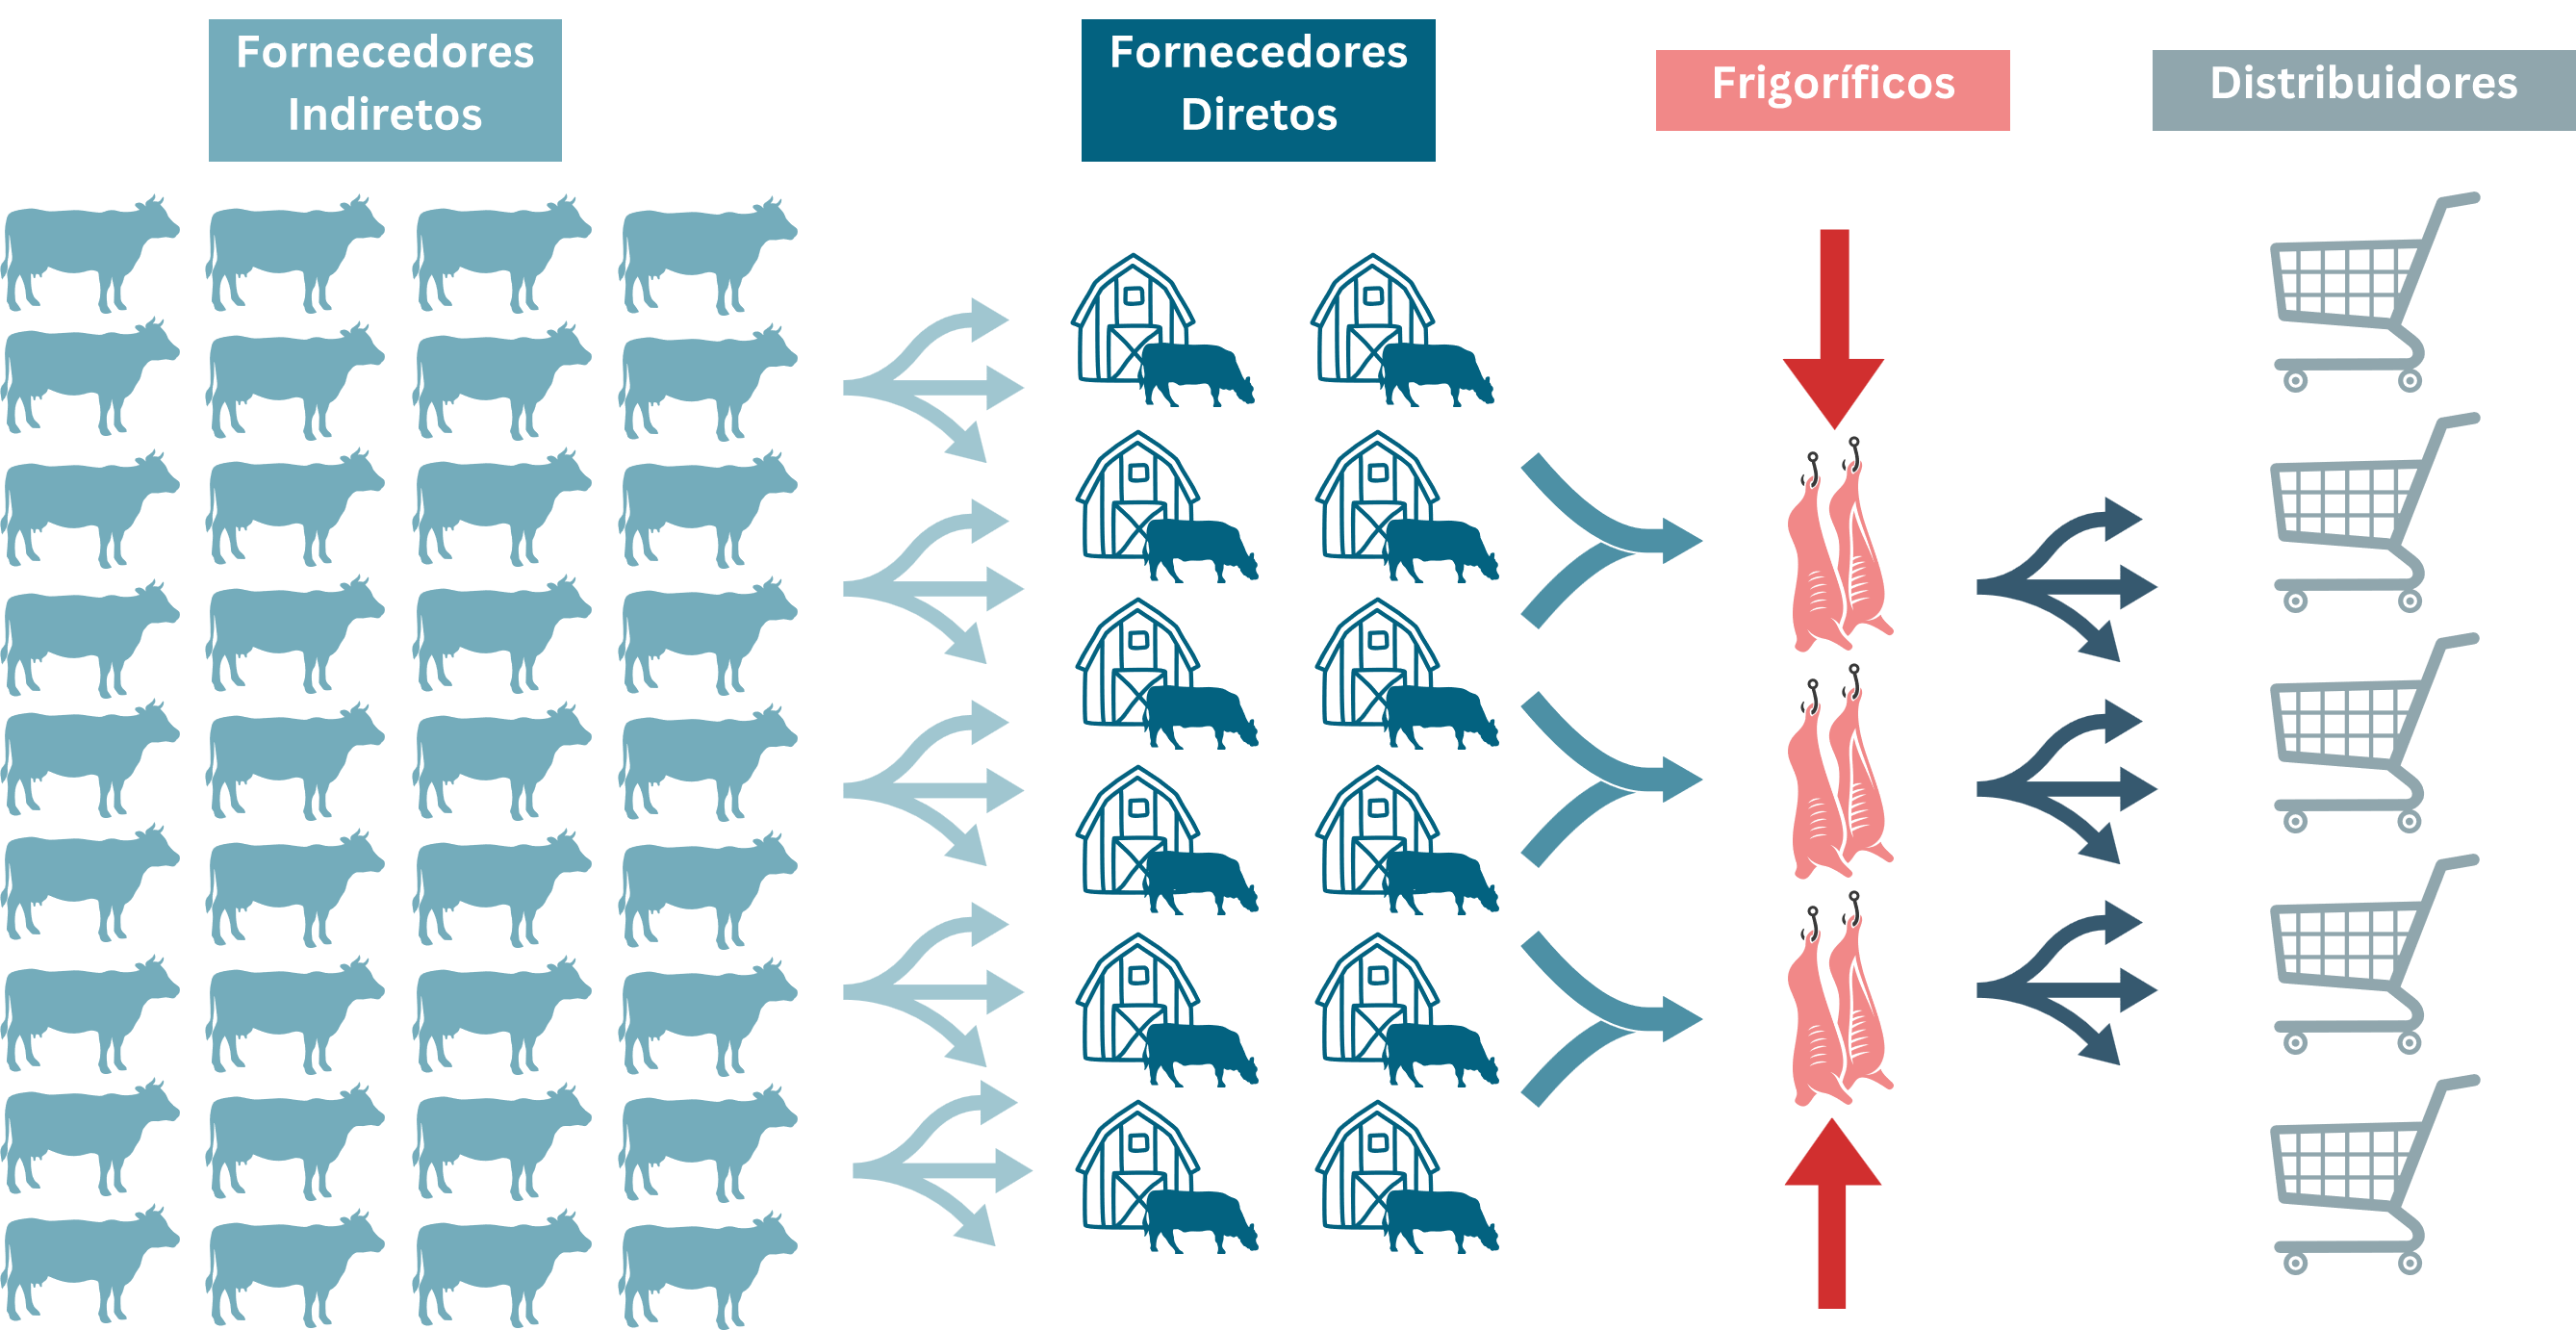 Fornecedores
Indiretos
Fornecedores
Diretos
Frigoríficos
Distribuidores